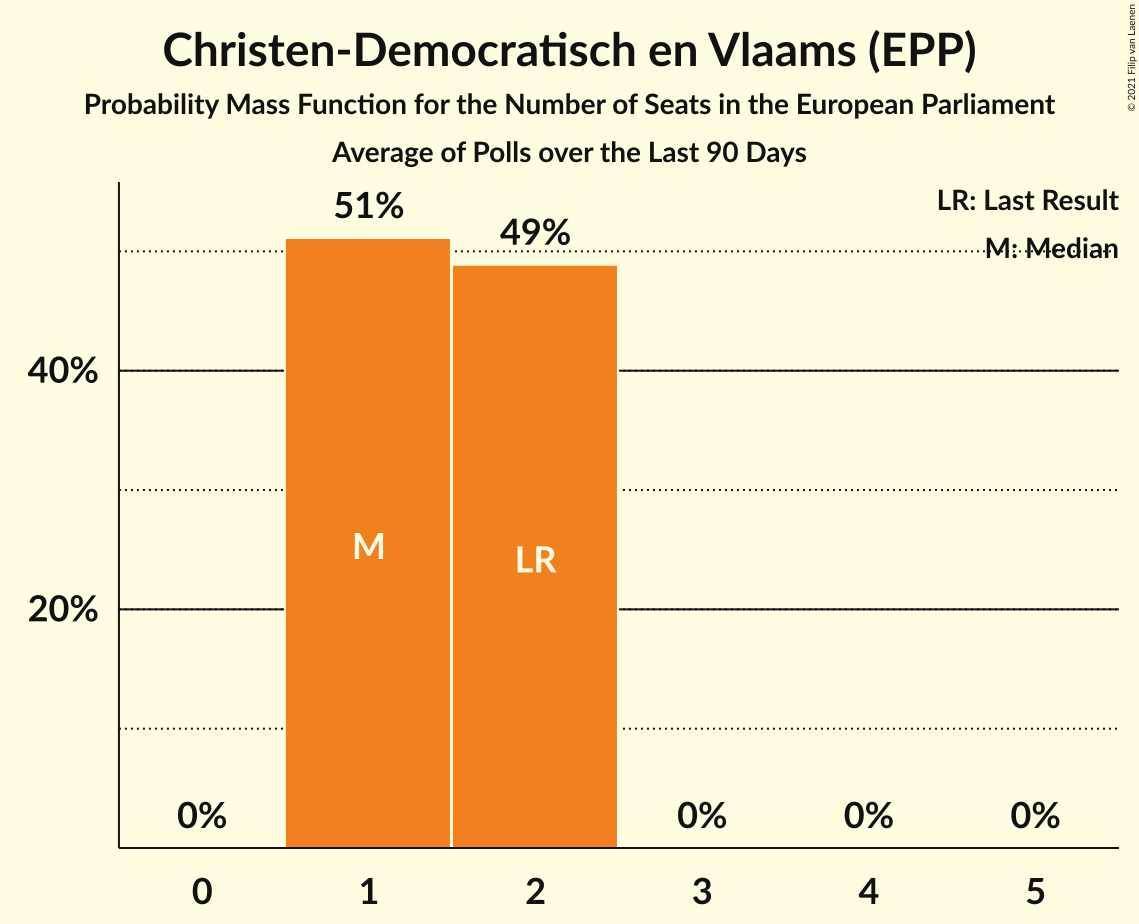 Christen-Democratisch en Vlaams (EPP)
Probability Mass Function for the Number of Seats in the European Parliament
Average of Polls over the Last 90 Days
© 2021 Filip van Laenen
LR: Last Result
M: Median
51%
49%
40%
20%
M
LR
0%
0%
0%
0%
0
1
2
3
4
5